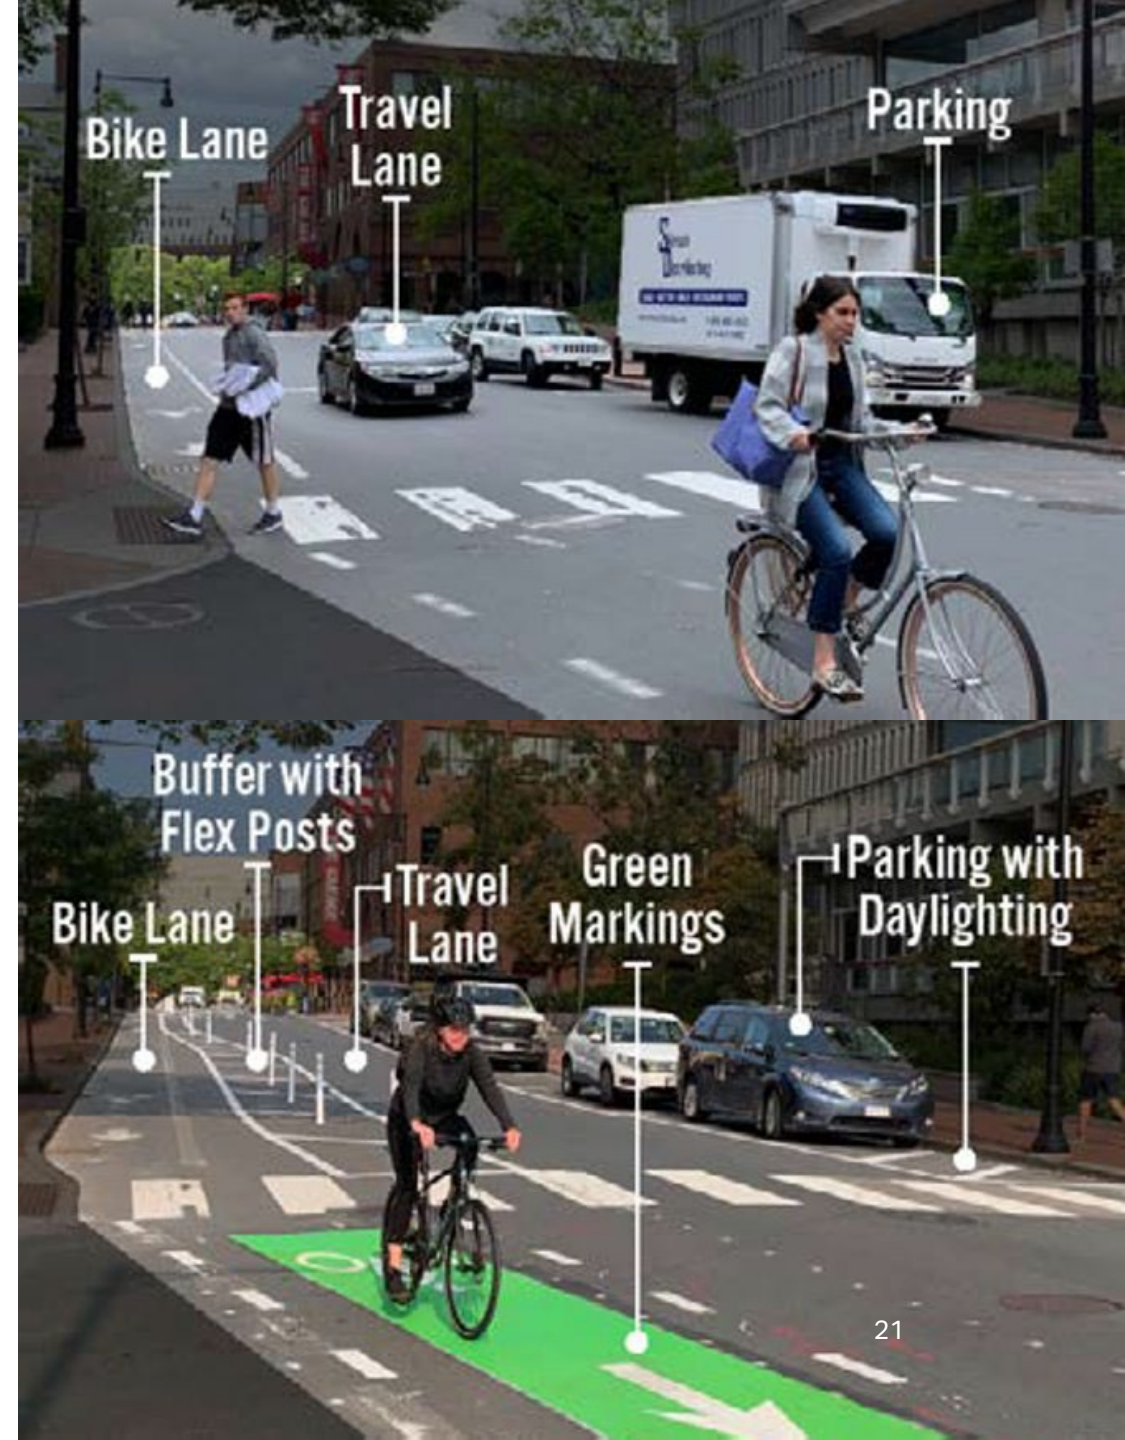 Bike Lane
Travel
Lane
Parking
Buffer with
Flex Posts
Bike Lane
Travel
Lane
Green
Markings
Parking with
Daylighting
21